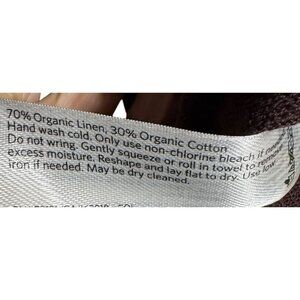 70% Organic Linen, 30% Organic Cotton
Hand wash cold. Only use non-chlorine bleach if
Do not wring. Gently squeeze or roll in towel to remove
excess moisture. Reshape and lay flat to dry. Use
iron if needed. May be dry cleaned.